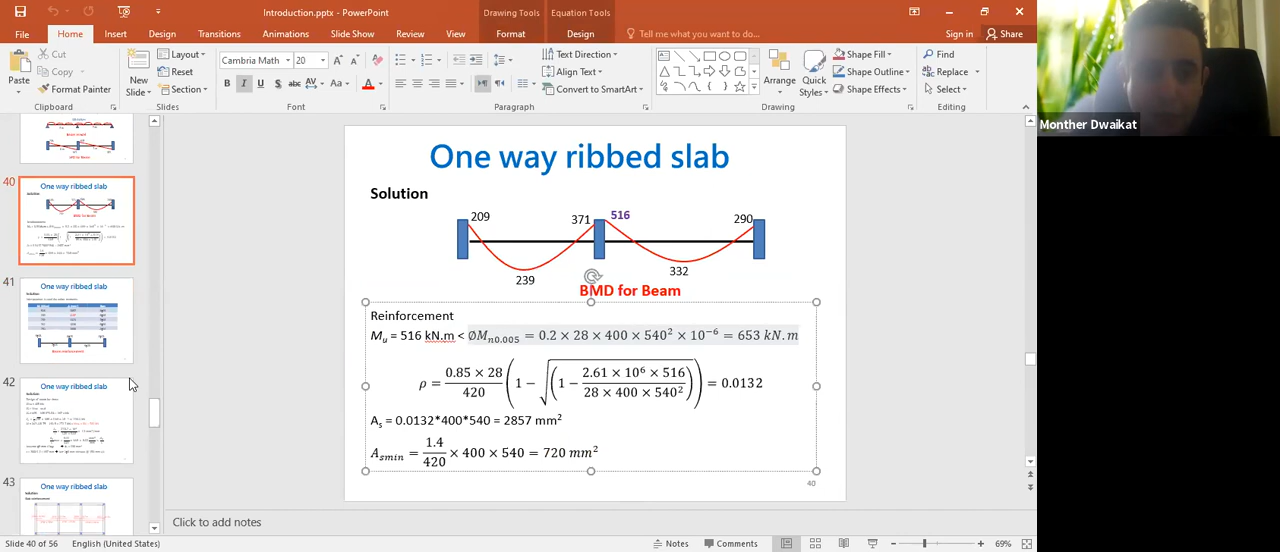 Introduction.pptx - PowerPoint
Drawing Tools
Equation Tools
File
Home
Insert
Design
Transitions
Animations
Slide Show
Review
View
Format
Design
Tell me what you want to do...
Sign in
Share
Paste
Cut
Copy
Format Painter
Clipboard
New Slide
Layout
Reset
Section
Slides
Cambria Math
20
Font
Text Direction
Align Text
Convert to SmartArt
Paragraph
Arrange
Quick Styles
Shape Fill
Shape Outline
Shape Effects
Drawing
Find
Replace
Select
Editing
Monther Dwaikat
40
One way ribbed slab
41
One way ribbed slab
42
One way ribbed slab
43
One way ribbed slab
One way ribbed slab
Solution
209
371
516
290
239
332
BMD for Beam
Reinforcement
Mu = 516 kN.m < ∅Mn0.005 = 0.2 × 28 × 400 × 540² × 10⁻⁶ = 653 kN.m
ρ = 0.85 × 28 / 420 (1 − √(1 − 2.61 × 10⁶ × 516 / 28 × 400 × 540²)) = 0.0132
As = 0.0132*400*540 = 2857 mm²
Asmin = 1.4 / 420 × 400 × 540 = 720 mm²
40
Click to add notes
Slide 40 of 56
English (United States)
Notes
Comments
69%